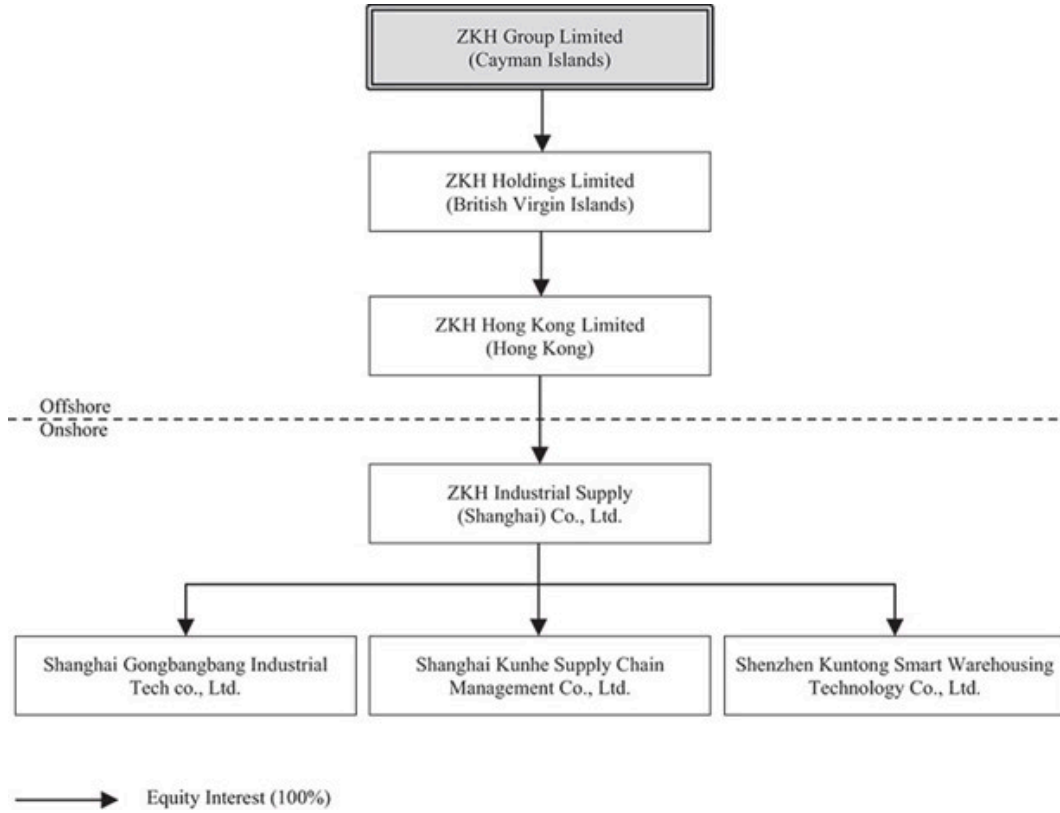 ZKH Group Limited
(Cayman Islands)
ZKH Holdings Limited
(British Virgin Islands)
ZKH Hong Kong Limited
(Hong Kong)
Offshore
Onshore
ZKH Industrial Supply
(Shanghai) Co., Ltd.
Shanghai Gongbangbang Industrial
Tech co., Ltd.
Shanghai Kunhe Supply Chain
Management Co., Ltd.
Shenzhen Kuntong Smart Warehousing
Technology Co., Ltd.
Equity Interest (100%)